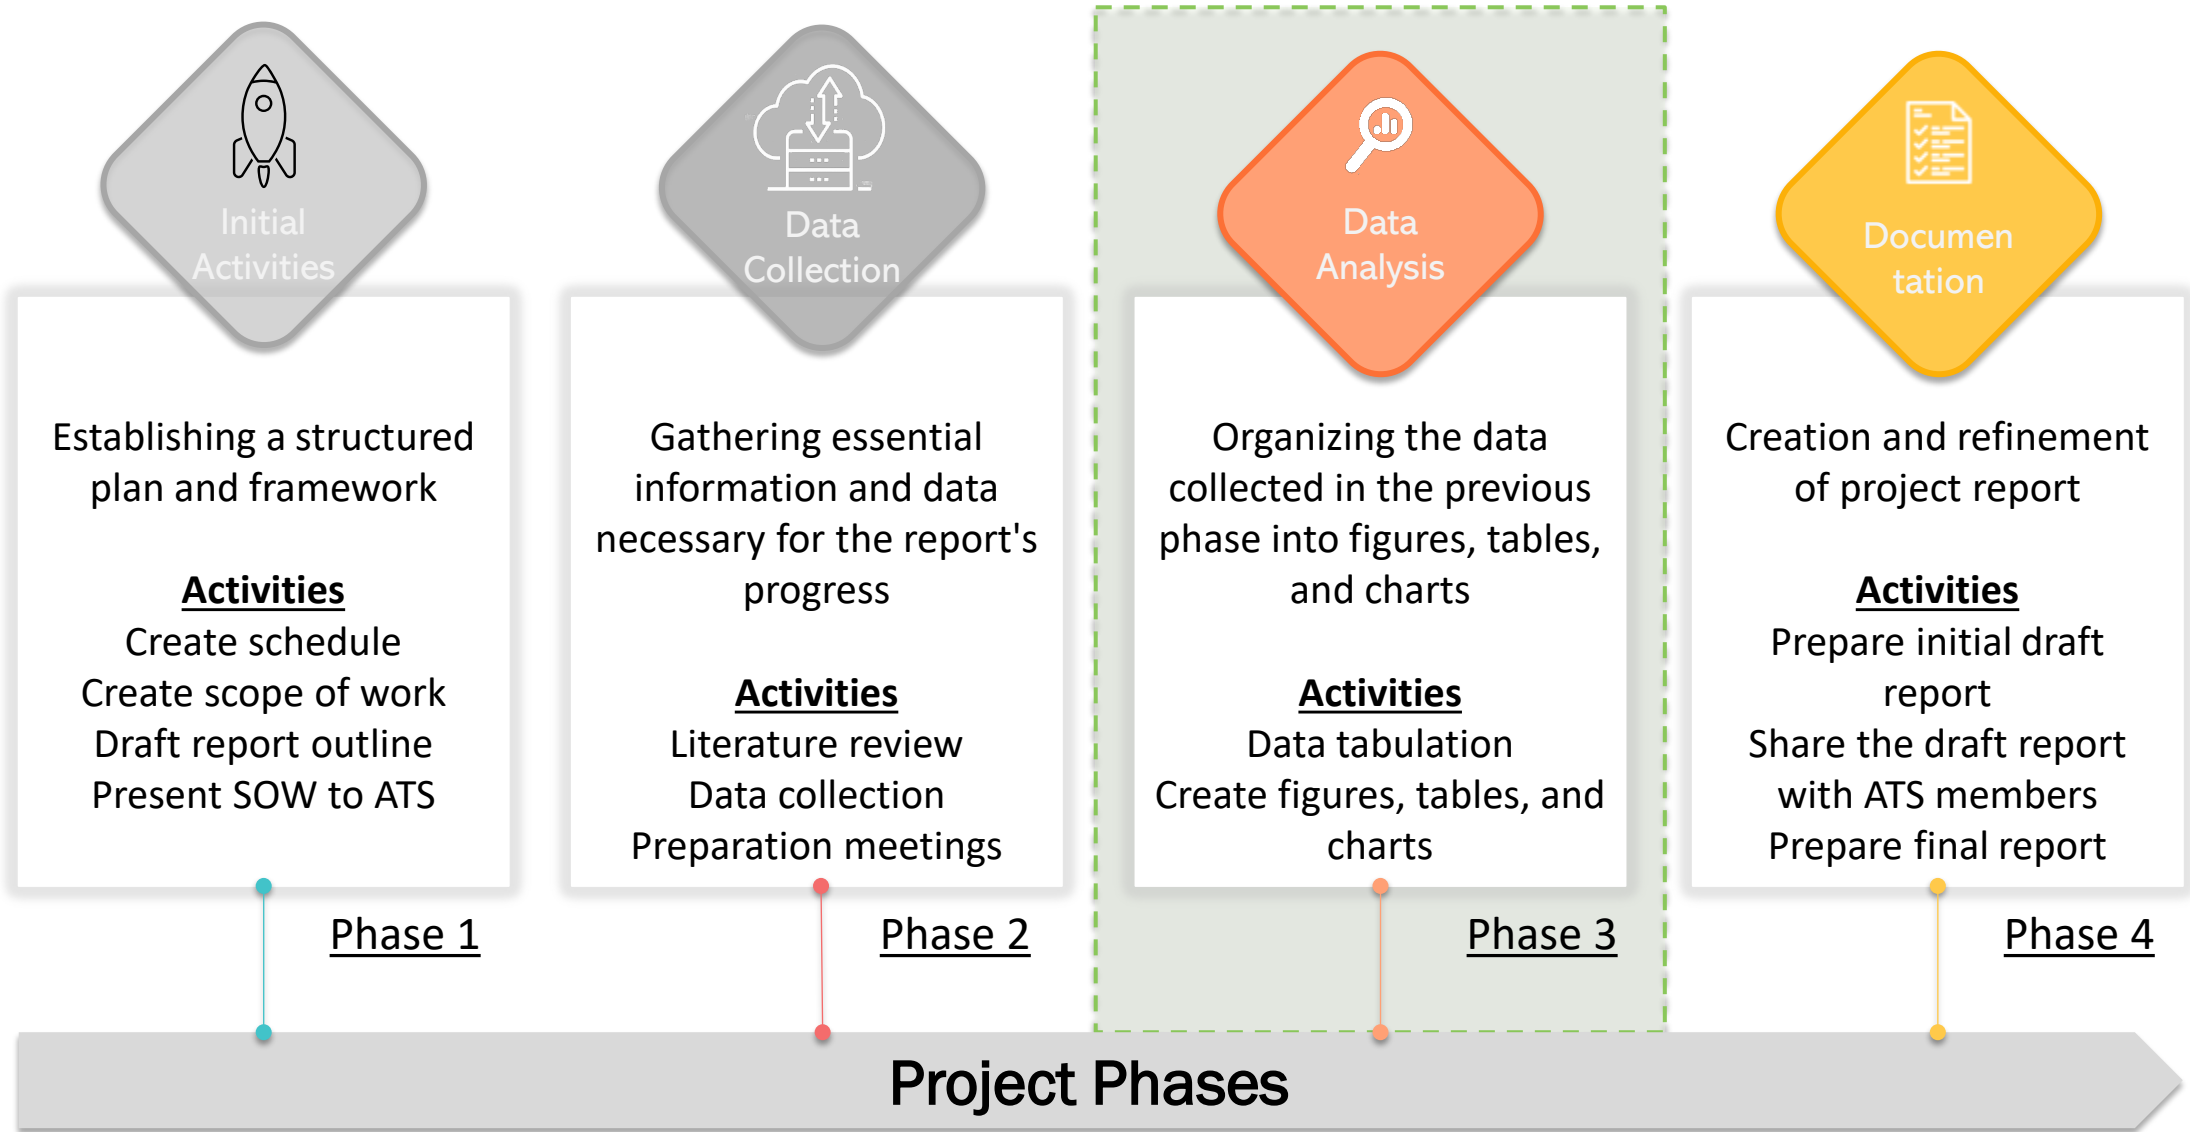 Initial
Activities
Establishing a structured
plan and framework
Activities
Create schedule
Create scope of work
Draft report outline
Present SOW to ATS
Phase 1
Data
Collection
Gathering essential
information and data
necessary for the report's
progress
Activities
Literature review
Data collection
Preparation meetings
Phase 2
Data
Analysis
Organizing the data
collected in the previous
phase into figures, tables,
and charts
Activities
Data tabulation
Create figures, tables, and
charts
Phase 3
Documen
tation
Creation and refinement
of project report
Activities
Prepare initial draft
report
Share the draft report
with ATS members
Prepare final report
Phase 4
Project Phases